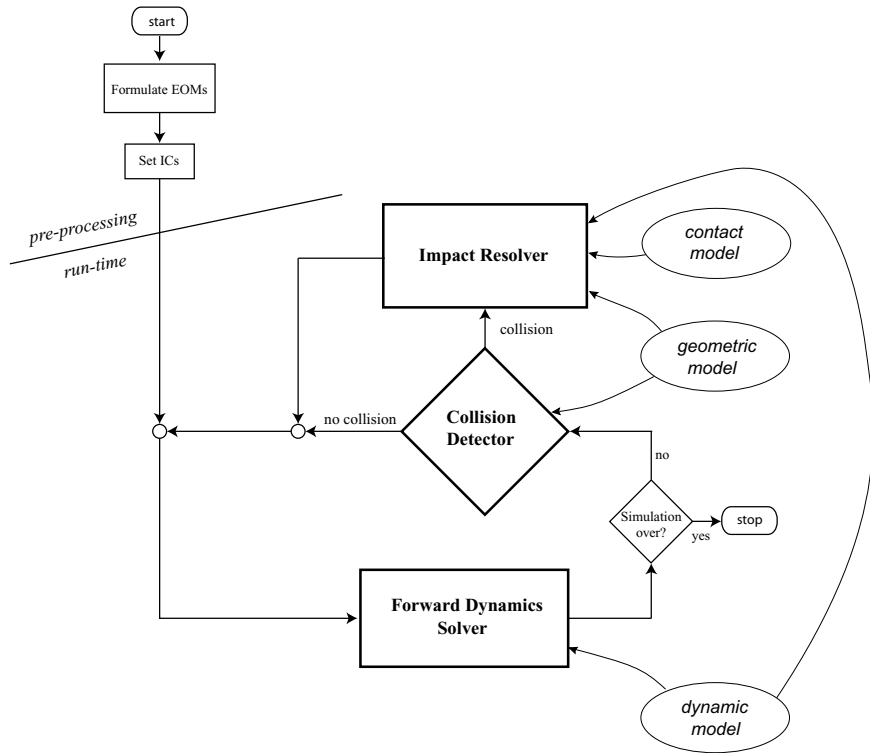 start
Formulate EOMs
Set ICs
pre-processing
run-time
Impact Resolver
contact
model
collision
geometric
model
no collision
Collision
Detector
no
Simulation
over?
yes
stop
Forward Dynamics
Solver
dynamic
model